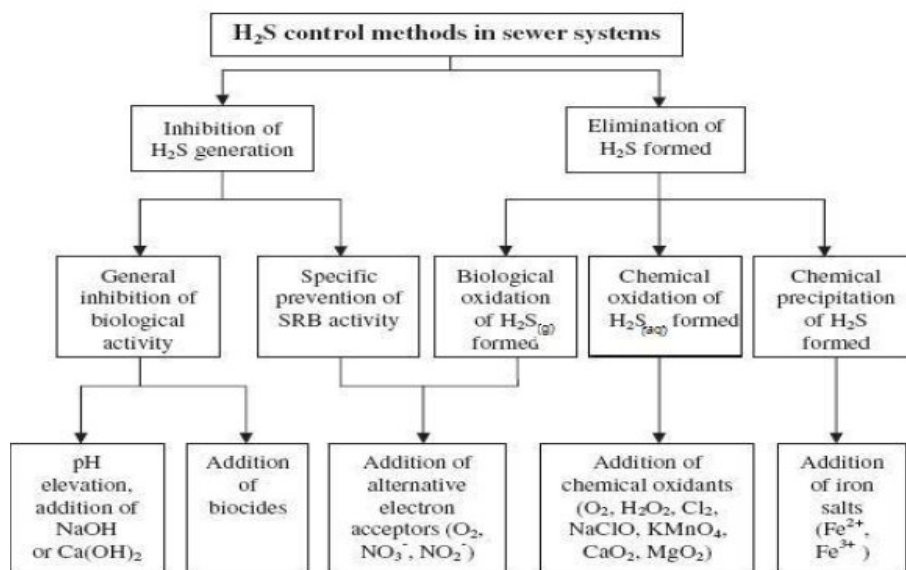 H₂S control methods in sewer systems
Inhibition of
H₂S generation
Elimination of
H₂S formed
General
inhibition of
biological
activity
Specific
prevention of
SRB activity
Biological
oxidation
of H₂S(g)
formed
Chemical
oxidation of
H₂S(aq) formed
Chemical
precipitation
of H₂S
formed
pH
elevation,
addition of
NaOH
or Ca(OH)₂
Addition
of
biocides
Addition of
alternative
electron
acceptors (O₂,
NO₃⁻, NO₂⁻)
Addition of
chemical oxidants
(O₂, H₂O₂, Cl₂,
NaClO, KMnO₄,
CaO₂, MgO₂)
Addition
of iron
salts
(Fe²⁺,
Fe³⁺ )